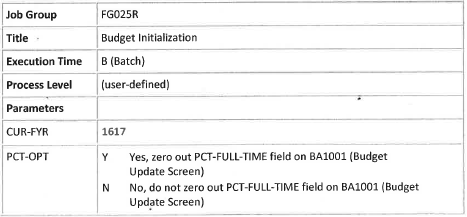 Job Group FG025R
Title Budget Initialization
Execution Time B (Batch)
Process Level (user-defined)
Parameters
CUR-FYR 1617
PCT-OPT Y Yes, zero out PCT-FULL-TIME field on BA1001 (Budget
Update Screen)
N No, do not zero out PCT-FULL-TIME field on BA1001 (Budget
Update Screen)